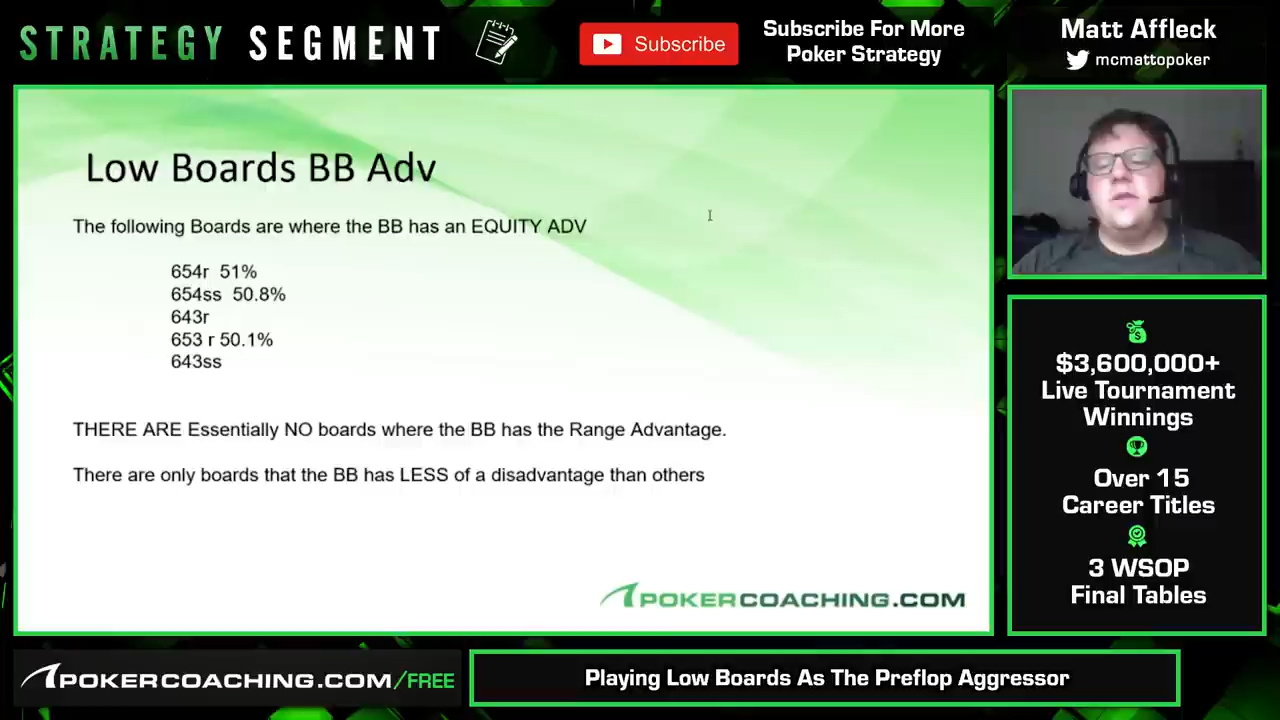 STRATEGY SEGMENT
Subscribe
Subscribe For More
Poker Strategy
Matt Affleck
mcmattopoker
Low Boards BB Adv
The following Boards are where the BB has an EQUITY ADV
654r 51%
654ss 50.8%
643r
653 r 50.1%
643ss
THERE ARE Essentially NO boards where the BB has the Range Advantage.
There are only boards that the BB has LESS of a disadvantage than others
POKERCOACHING.COM
$3,600,000+
Live Tournament
Winnings
Over 15
Career Titles
3 WSOP
Final Tables
POKERCOACHING.COM/FREE
Playing Low Boards As The Preflop Aggressor